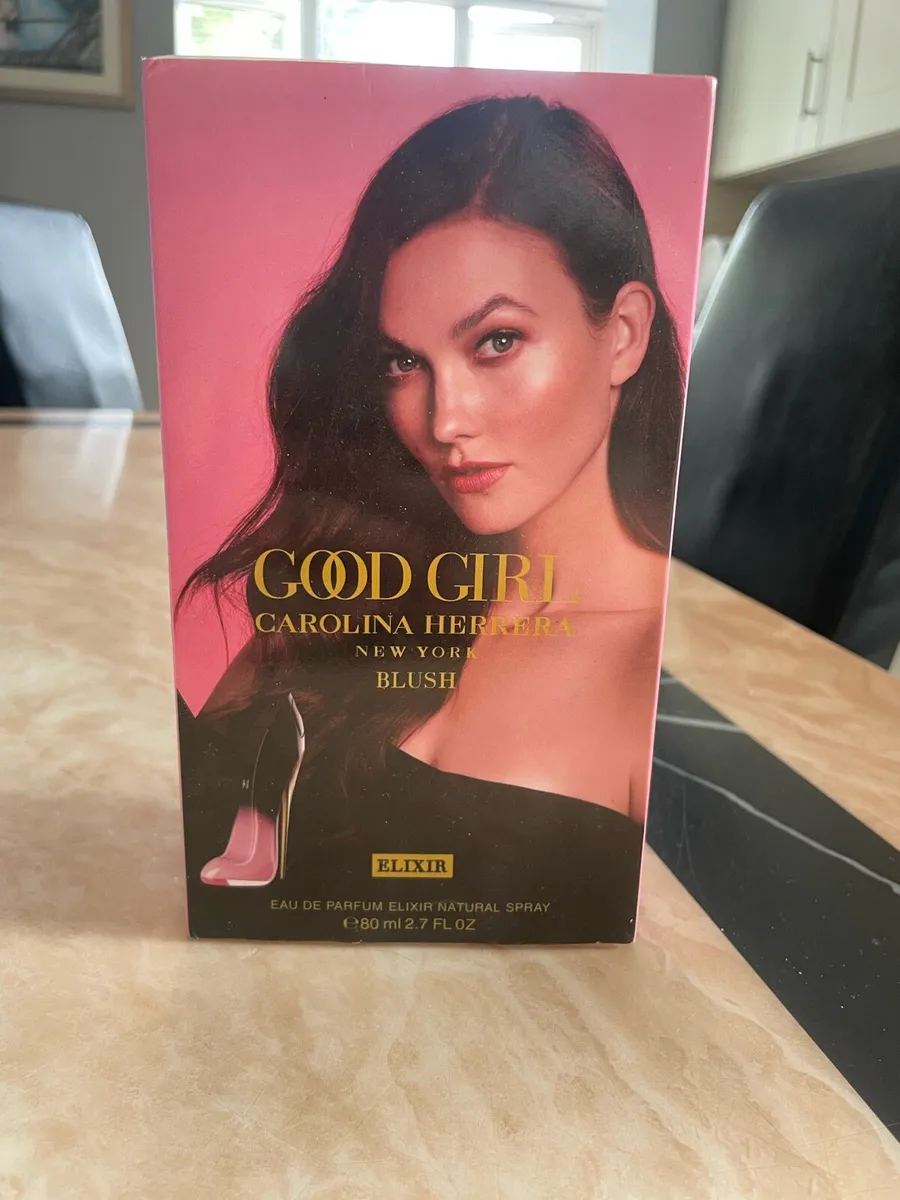 GOOD GIRL
CAROLINA HERRERA
NEW YORK
BLUSH
ELIXIR
EAU DE PARFUM ELIXIR NATURAL SPRAY
℮80 ml 2.7 FL OZ